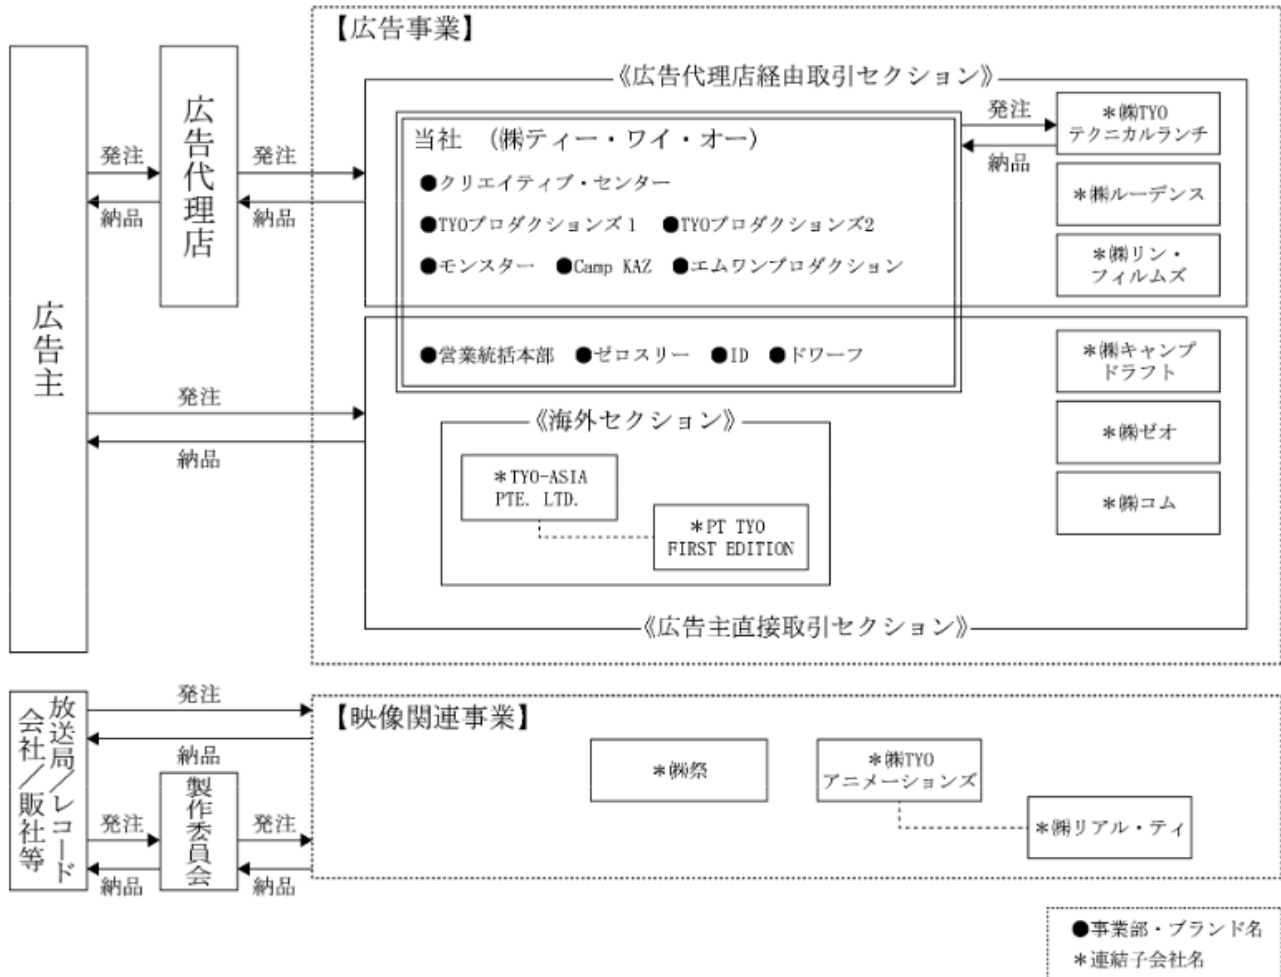 【広告事業】
《広告代理店経由取引セクション》
広告主
発注
納品
広告代理店
発注
納品
当社 (㈱ティー・ワイ・オー)
●クリエイティブ・センター
●TYOプロダクションズ1 ●TYOプロダクションズ2
●モンスター ●Camp KAZ ●エムワンプロダクション
発注
納品
*㈱TYO
テクニカルランチ
*㈱ルーデンス
*㈱リン・
フィルムズ
発注
納品
●営業統括本部 ●ゼロスリー ●ID ●ドワーフ
*㈱キャンプ
ドラフト
*㈱ゼオ
*㈱コム
《海外セクション》
*TYO-ASIA
PTE. LTD.
*PT TYO
FIRST EDITION
《広告主直接取引セクション》
放送局/レコード
会社/販社等
発注
納品
発注
納品
製作委員会
発注
納品
【映像関連事業】
*㈱祭
*㈱TYO
アニメーションズ
*㈱リアル・ティ
●事業部・ブランド名
*連結子会社名